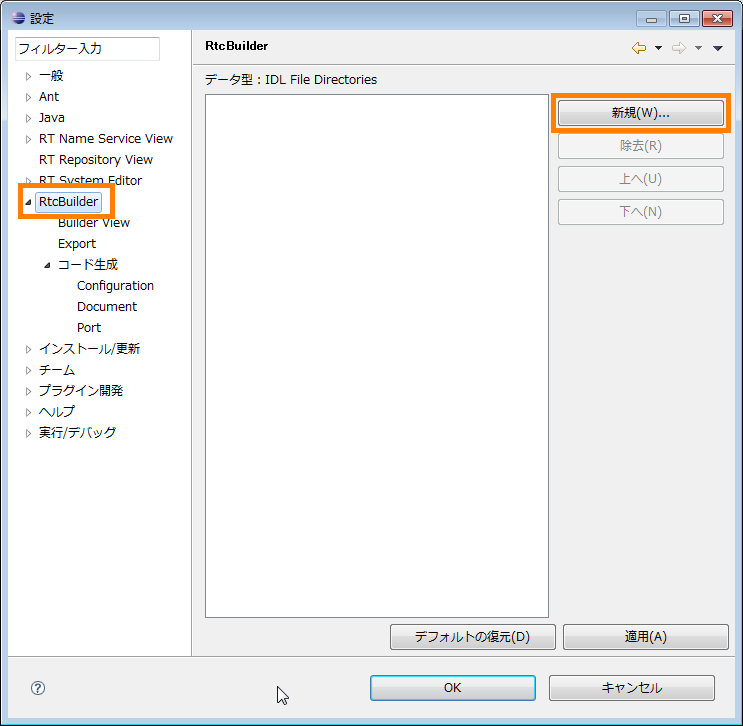 設定
フィルター入力
一般
Ant
Java
RT Name Service View
RT Repository View
RT System Editor
RtcBuilder
Builder View
Export
コード生成
Configuration
Document
Port
インストール/更新
チーム
プラグイン開発
ヘルプ
実行/デバッグ
RtcBuilder
データ型：IDL File Directories
新規(W)...
除去(R)
上へ(U)
下へ(N)
デフォルトの復元(D)
適用(A)
OK
キャンセル